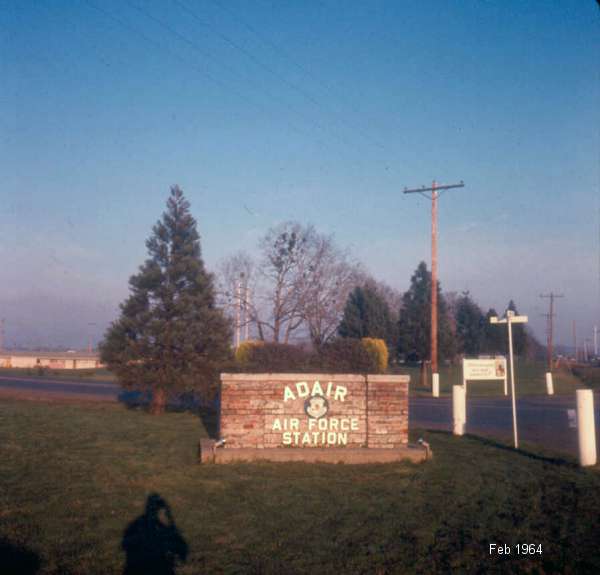 ADAIR
AIR FORCE
STATION
Feb 1964